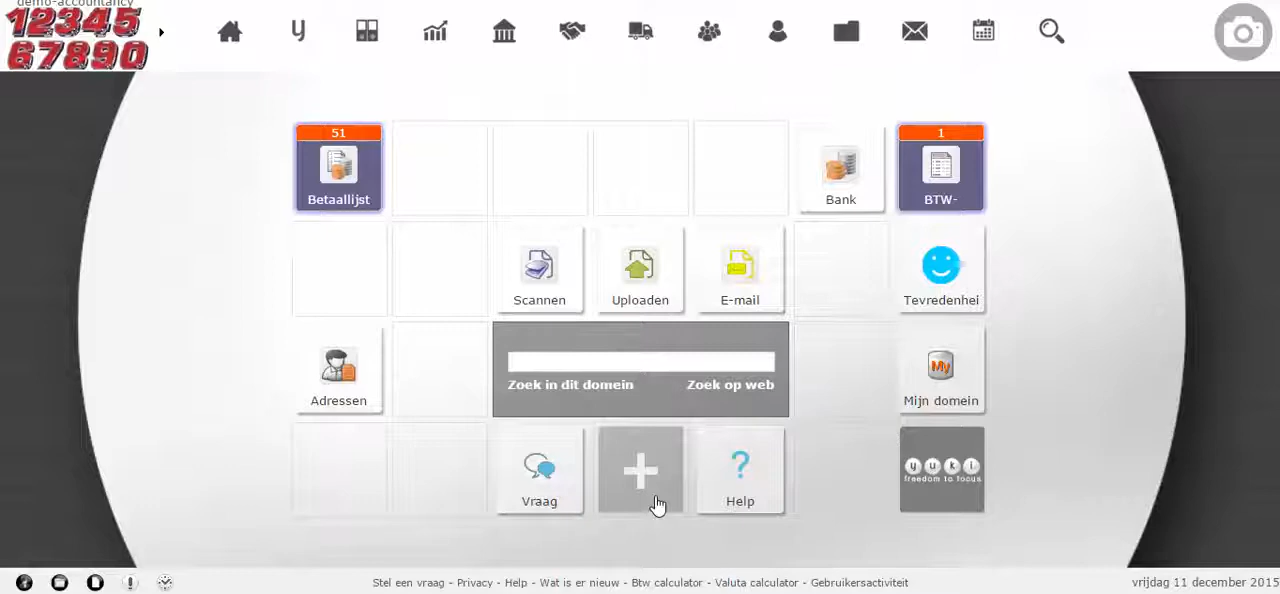 demo-accountancy
12345
67890
51
Betaallijst
Bank
1
BTW-
Scannen
Uploaden
E-mail
Tevredenhei
Adressen
Zoek in dit domein
Zoek op web
My
Mijn domein
Vraag
Help
yuki
freedom to focus
Stel een vraag - Privacy - Help - Wat is er nieuw - Btw calculator - Valuta calculator - Gebruikersactiviteit
vrijdag 11 december 2015